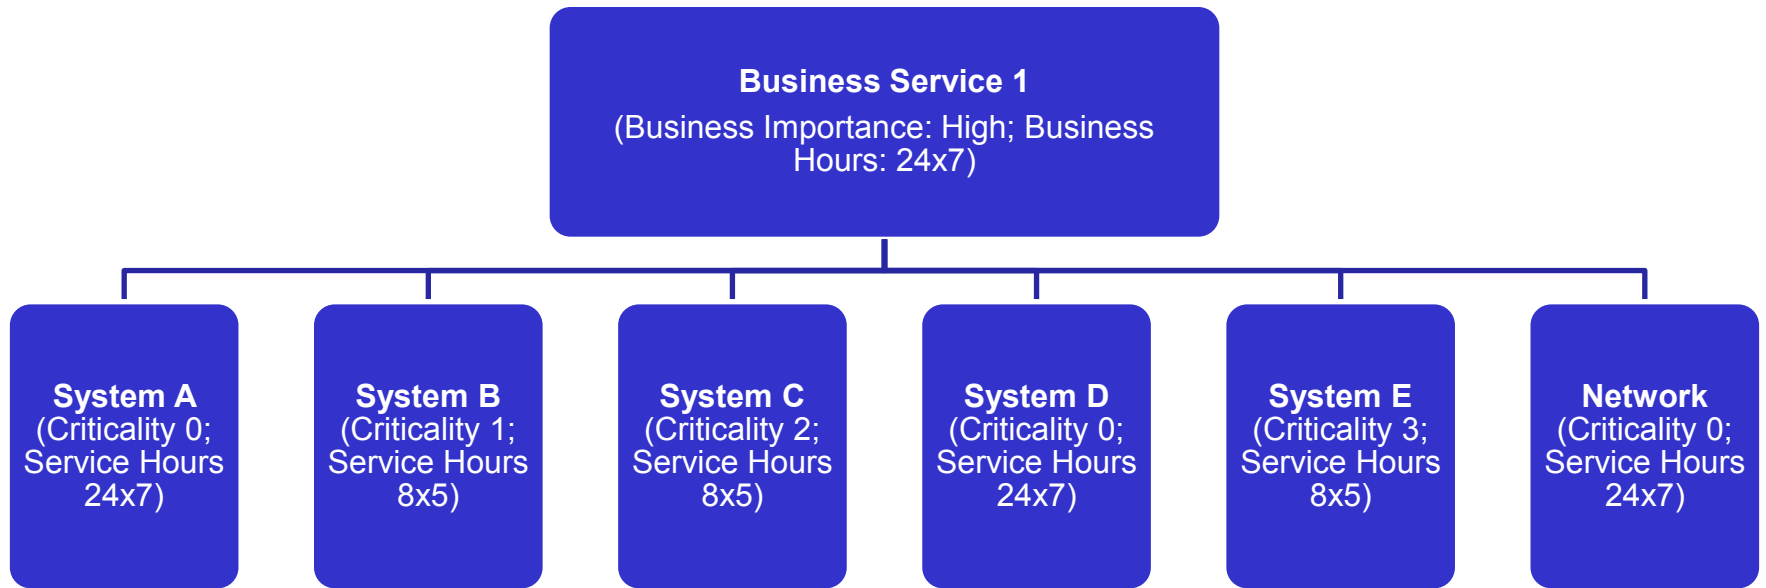 Business Service 1
(Business Importance: High; Business
Hours: 24x7)
System A
(Criticality 0;
Service Hours
24x7)
System B
(Criticality 1;
Service Hours
8x5)
System C
(Criticality 2;
Service Hours
8x5)
System D
(Criticality 0;
Service Hours
24x7)
System E
(Criticality 3;
Service Hours
8x5)
Network
(Criticality 0;
Service Hours
24x7)